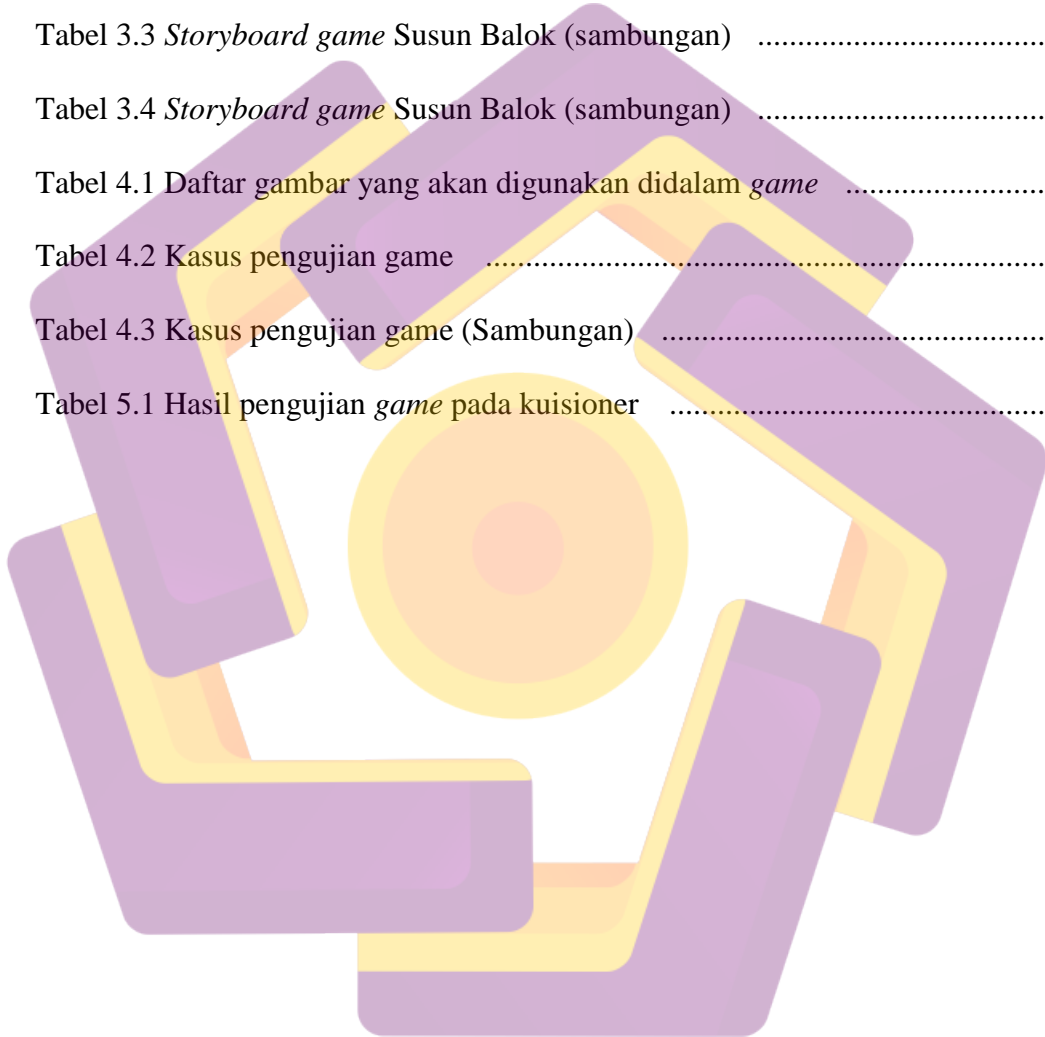 Tabel 3.3 Storyboard game Susun Balok (sambungan) ....................................
Tabel 3.4 Storyboard game Susun Balok (sambungan) ....................................
Tabel 4.1 Daftar gambar yang akan digunakan didalam game .........................
Tabel 4.2 Kasus pengujian game ......................................................................
Tabel 4.3 Kasus pengujian game (Sambungan) ................................................
Tabel 5.1 Hasil pengujian game pada kuisioner ...............................................